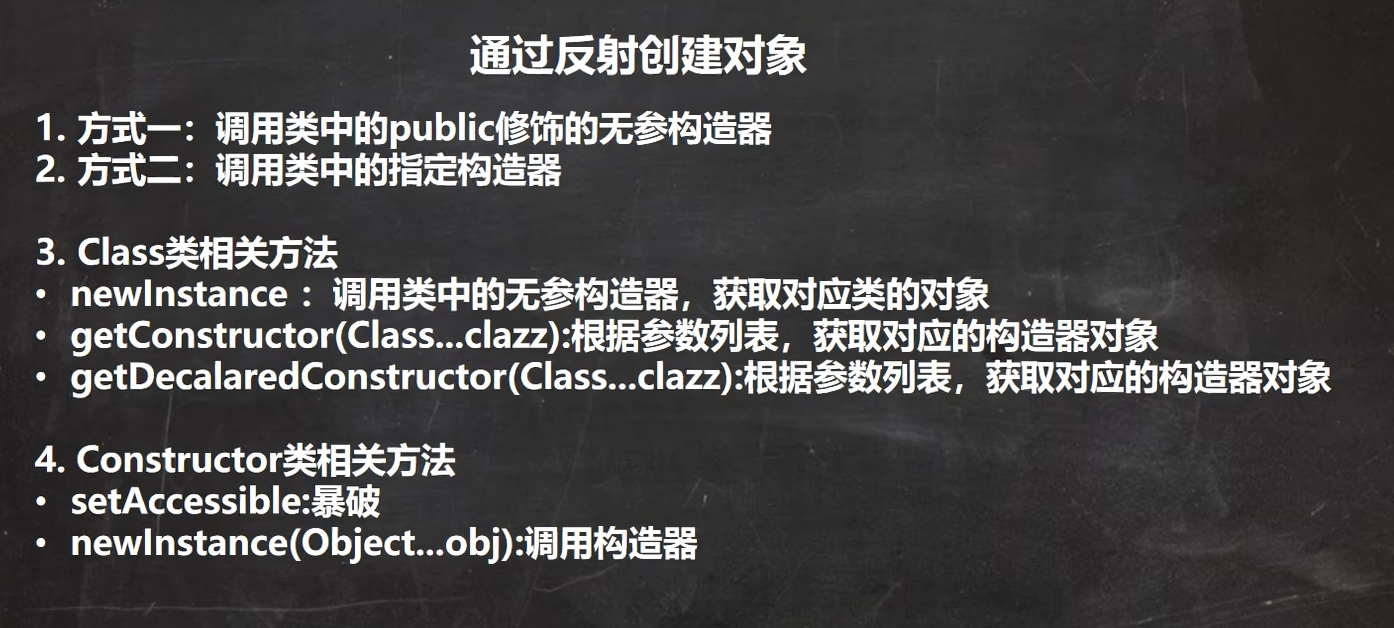 通过反射创建对象
1. 方式一：调用类中的public修饰的无参构造器
2. 方式二：调用类中的指定构造器
3. Class类相关方法
• newInstance ：调用类中的无参构造器，获取对应类的对象
• getConstructor(Class...clazz):根据参数列表，获取对应的构造器对象
• getDecalaredConstructor(Class...clazz):根据参数列表，获取对应的构造器对象
4. Constructor类相关方法
• setAccessible:暴破
• newInstance(Object...obj):调用构造器